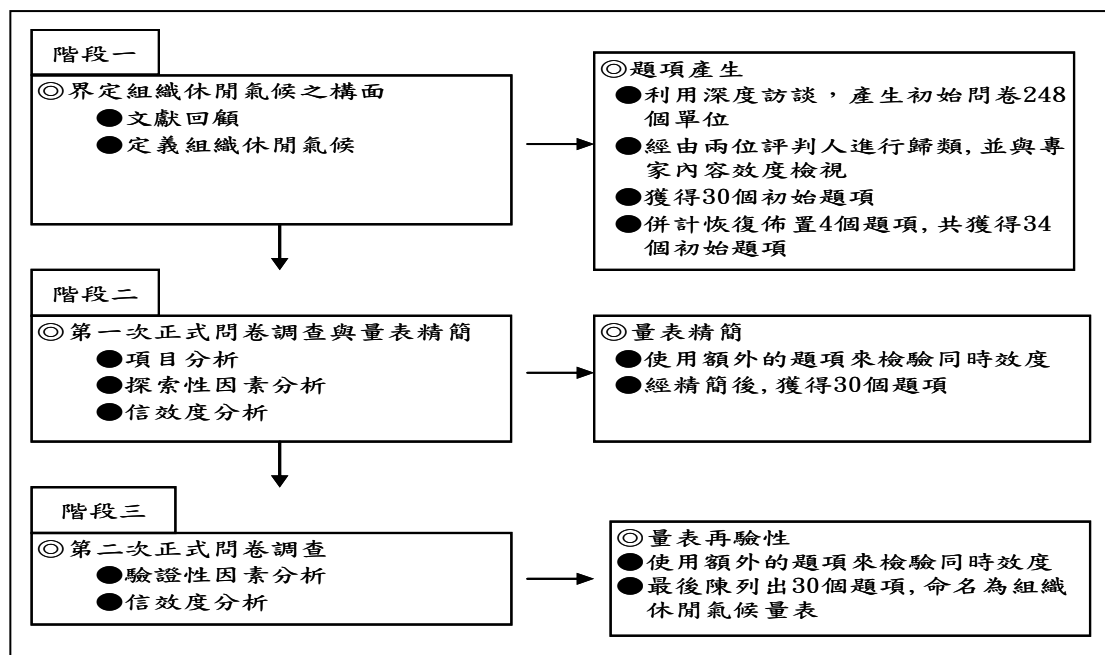 階段一
◎界定組織休閒氣候之構面
●文獻回顧
●定義組織休閒氣候
◎題項產生
●利用深度訪談，產生初始問卷248
個單位
●經由兩位評判人進行歸類,並與專
家內容效度檢視
●獲得30個初始題項
●併計恢復佈置4個題項,共獲得34
個初始題項
階段二
◎第一次正式問卷調查與量表精簡
●項目分析
●探索性因素分析
●信效度分析
◎量表精簡
●使用額外的題項來檢驗同時效度
●經精簡後,獲得30個題項
階段三
◎第二次正式問卷調查
●驗證性因素分析
●信效度分析
◎量表再驗性
●使用額外的題項來檢驗同時效度
●最後陳列出30個題項,命名為組織
休閒氣候量表